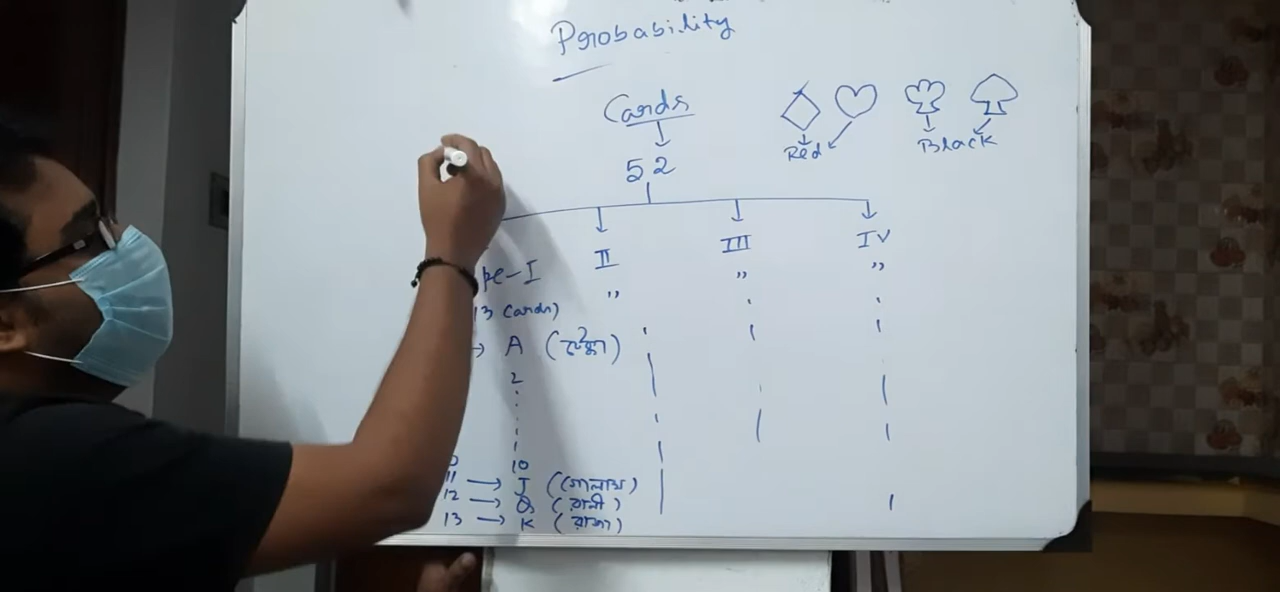 Probability
Cards
52
Red
Black
pe-I
II
III
IV
"
"
"
13 Cards)
→ A (টেক্কা)
2
10
11 → J (গোলাম)
12 → Q (রানী)
13 → K (রাজা)